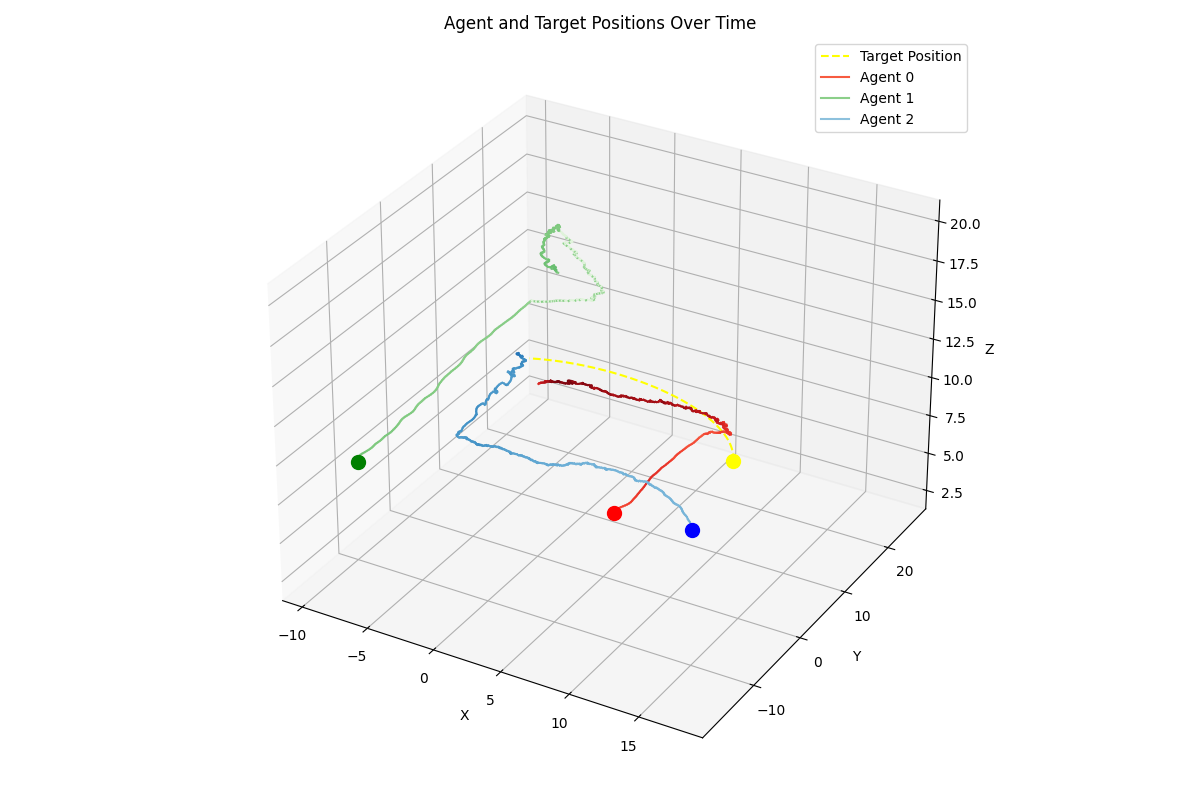 Agent and Target Positions Over Time
Target Position
Agent 0
Agent 1
Agent 2
20.0
17.5
15.0
12.5
10.0
7.5
5.0
2.5
Z
20
10
0
−10
Y
−10
−5
0
5
10
15
X